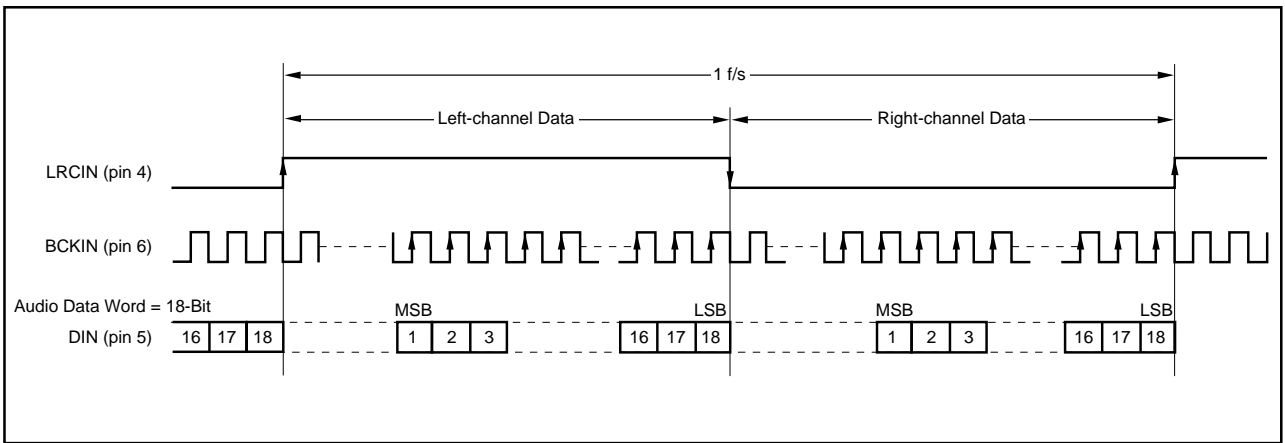 1 f/s
Left-channel Data
Right-channel Data
LRCIN (pin 4)
BCKIN (pin 6)
Audio Data Word = 18-Bit
MSB LSB MSB LSB
DIN (pin 5) 16 17 18 1 2 3 16 17 18 1 2 3 16 17 18